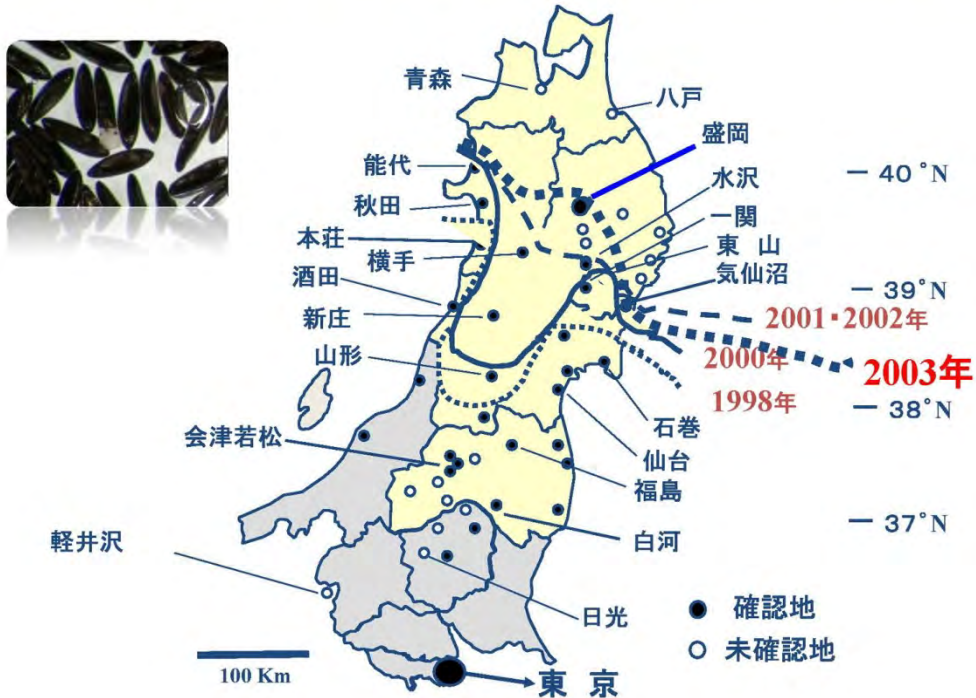 青森
八戸
盛岡
能代
水沢
40°N
秋田
一関
本荘
横手
東 山
酒田
気仙沼
39°N
新庄
2001・2002年
山形
2000年
2003年
1998年
38°N
石巻
会津若松
仙台
福島
37°N
白河
軽井沢
確認地
日光
未確認地
100 Km
東 京